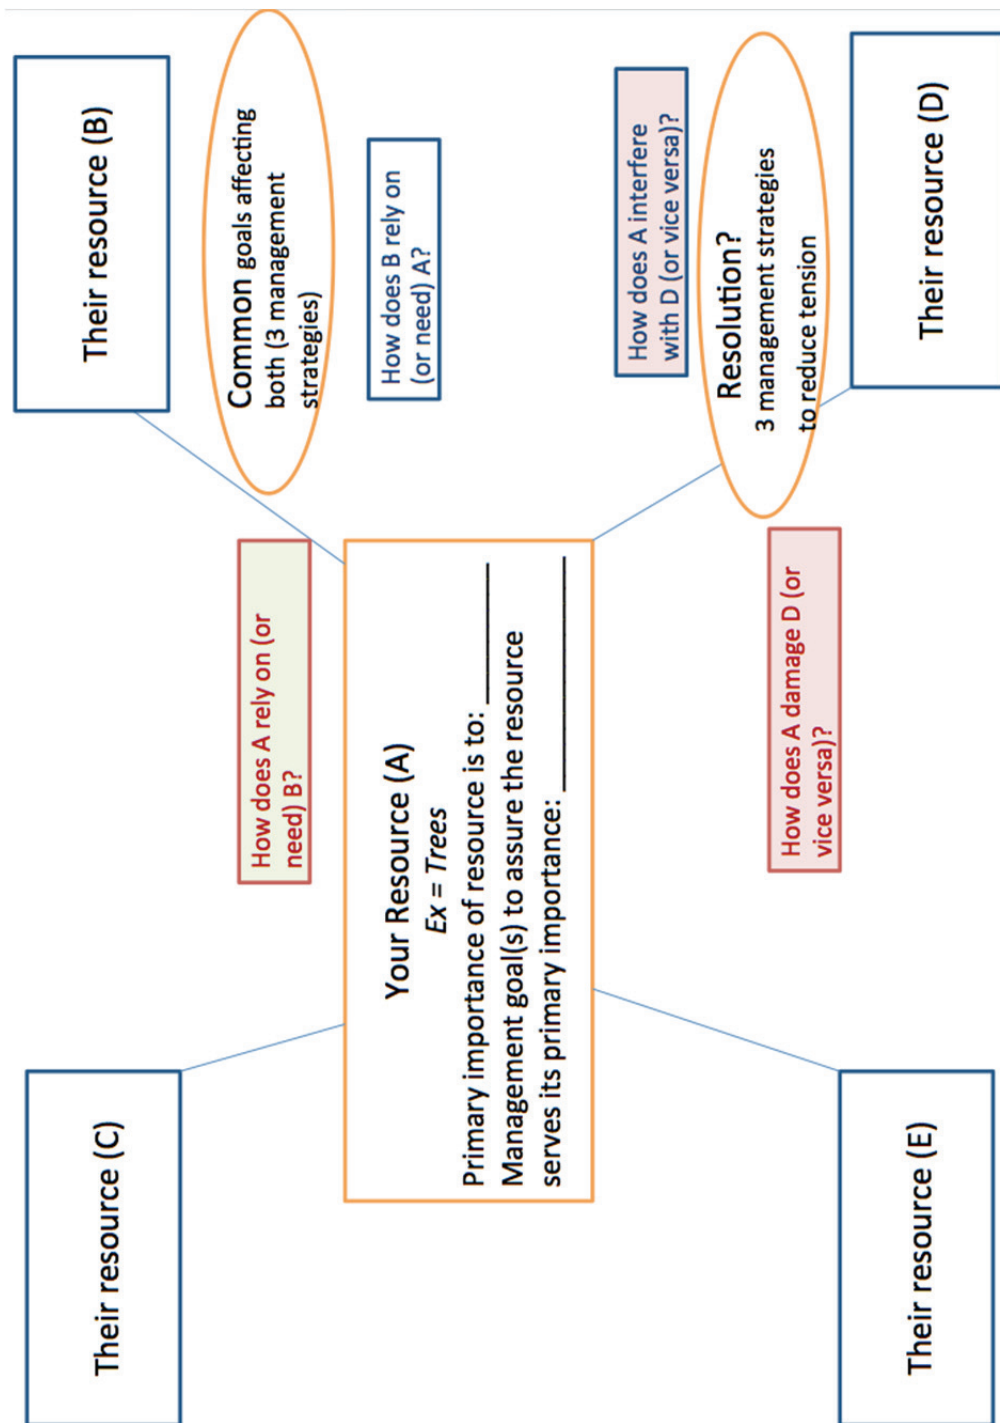 Their resource (C)
Their resource (B)
Common goals affecting
both (3 management
strategies)
How does A rely on (or
need) B?
How does B rely on
(or need) A?
Your Resource (A)
Ex = Trees
Primary importance of resource is to: ________
Management goal(s) to assure the resource
serves its primary importance: ________________
How does A interfere
with D (or vice versa)?
How does A damage D (or
vice versa)?
Resolution?
3 management strategies
to reduce tension
Their resource (E)
Their resource (D)